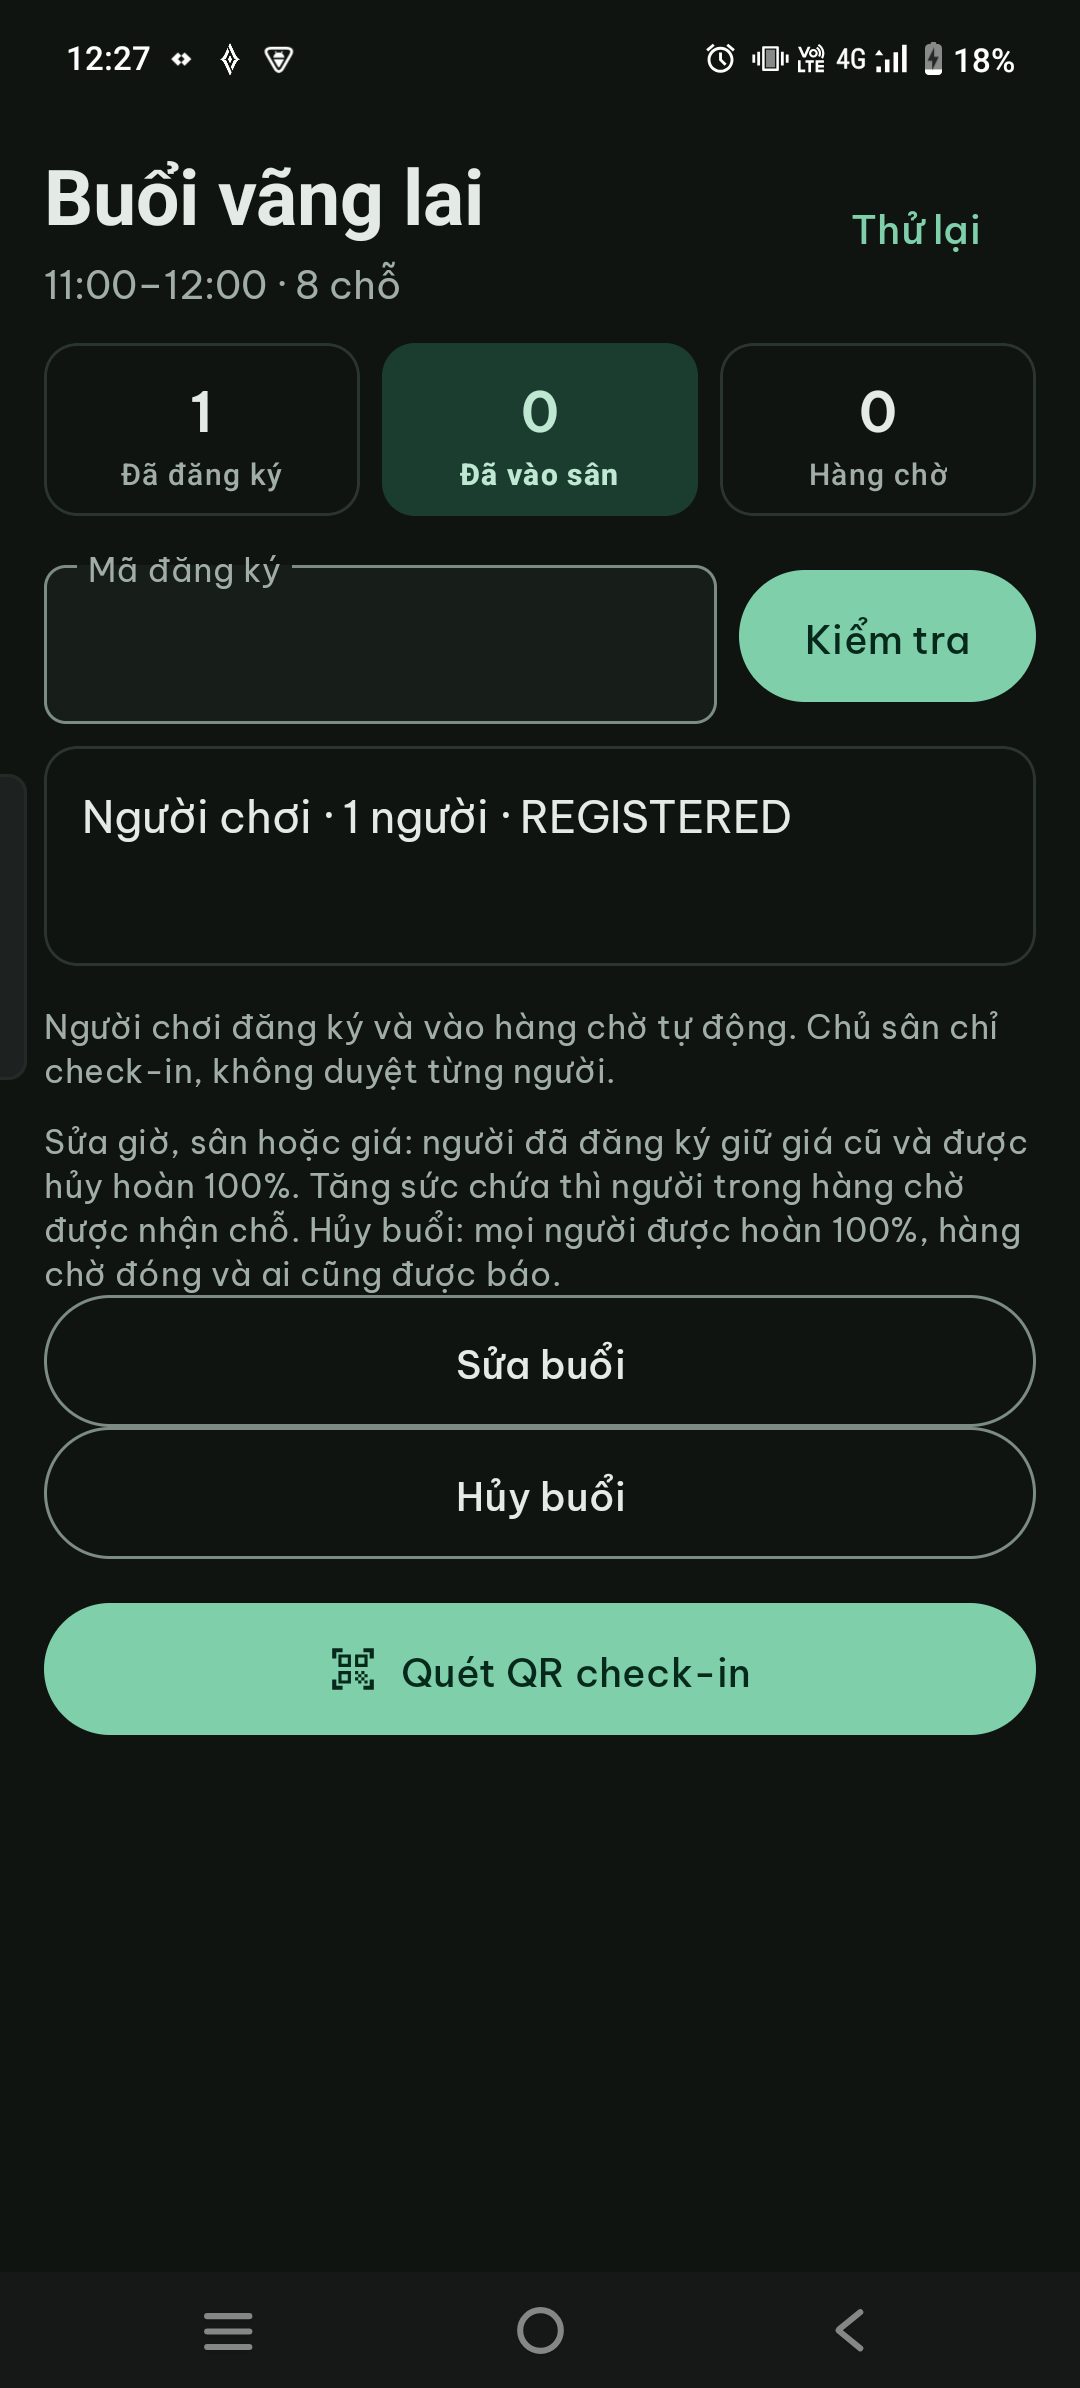 12:27
VoLTE 4G 18%
Buổi vãng lai
Thử lại
11:00–12:00 · 8 chỗ
1 0 0
Đã đăng ký Đã vào sân Hàng chờ
Mã đăng ký
Kiểm tra
Người chơi · 1 người · REGISTERED
Người chơi đăng ký và vào hàng chờ tự động. Chủ sân chỉ
check-in, không duyệt từng người.
Sửa giờ, sân hoặc giá: người đã đăng ký giữ giá cũ và được
hủy hoàn 100%. Tăng sức chứa thì người trong hàng chờ
được nhận chỗ. Hủy buổi: mọi người được hoàn 100%, hàng
chờ đóng và ai cũng được báo.
Sửa buổi
Hủy buổi
Quét QR check-in